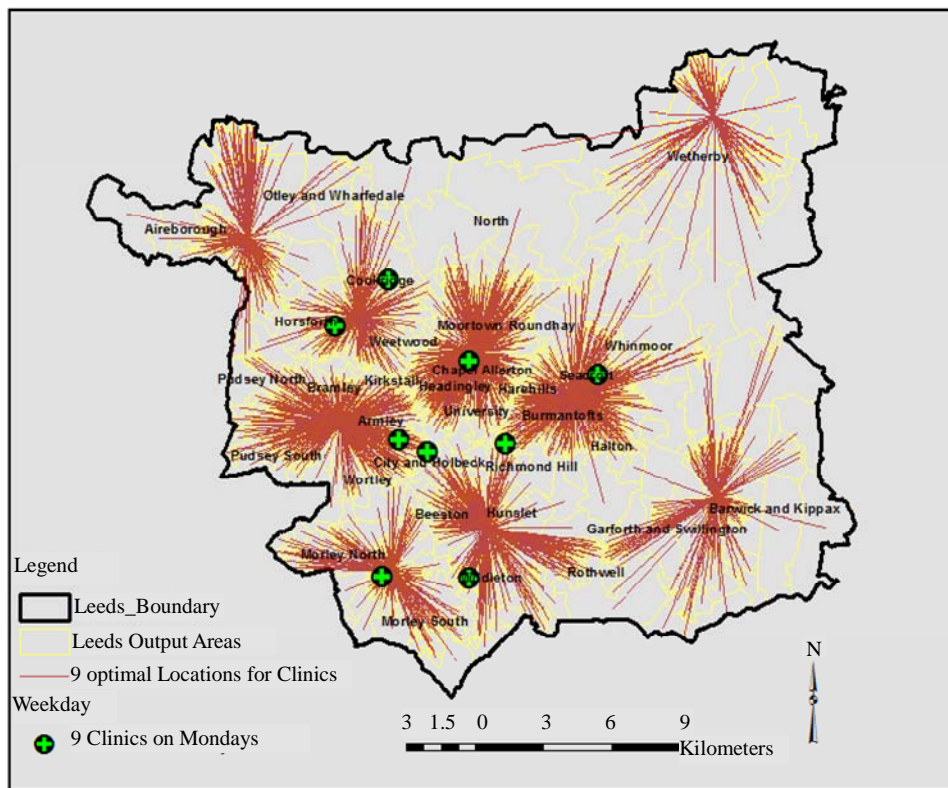 Wetherby
Otley and Wharfedale
North
Aireborough
Cookridge
Horsforth
Moortown Roundhay
Weetwood
Whinmoor
Chapel Allerton
Seacroft
Pudsey North
Bramley
Kirkstall
Headingley
Harehills
University
Burmantofts
Armley
Halton
Pudsey South
City and Holbeck
Richmond Hill
Wortley
Beeston
Hunslet
Barwick and Kippax
Garforth and Swillington
Morley North
Rothwell
Middleton
Morley South
Legend
Leeds_Boundary
Leeds Output Areas
9 optimal Locations for Clinics
Weekday
9 Clinics on Mondays
N
3 1.5 0 3 6 9
Kilometers